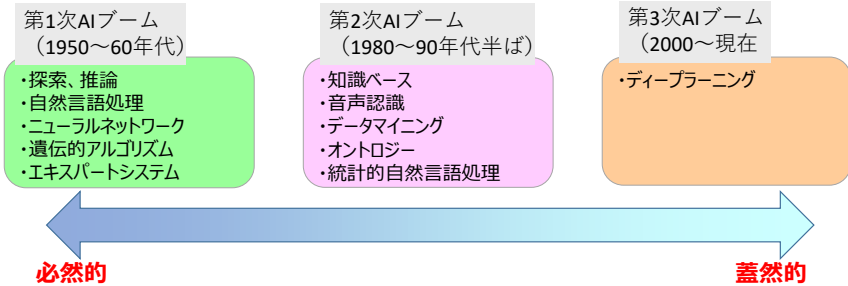 第1次AIブーム
（1950～60年代）
・探索、推論
・自然言語処理
・ニューラルネットワーク
・遺伝的アルゴリズム
・エキスパートシステム
第2次AIブーム
（1980～90年代半ば）
・知識ベース
・音声認識
・データマイニング
・オントロジー
・統計的自然言語処理
第3次AIブーム
（2000～現在
・ディープラーニング
必然的
蓋然的